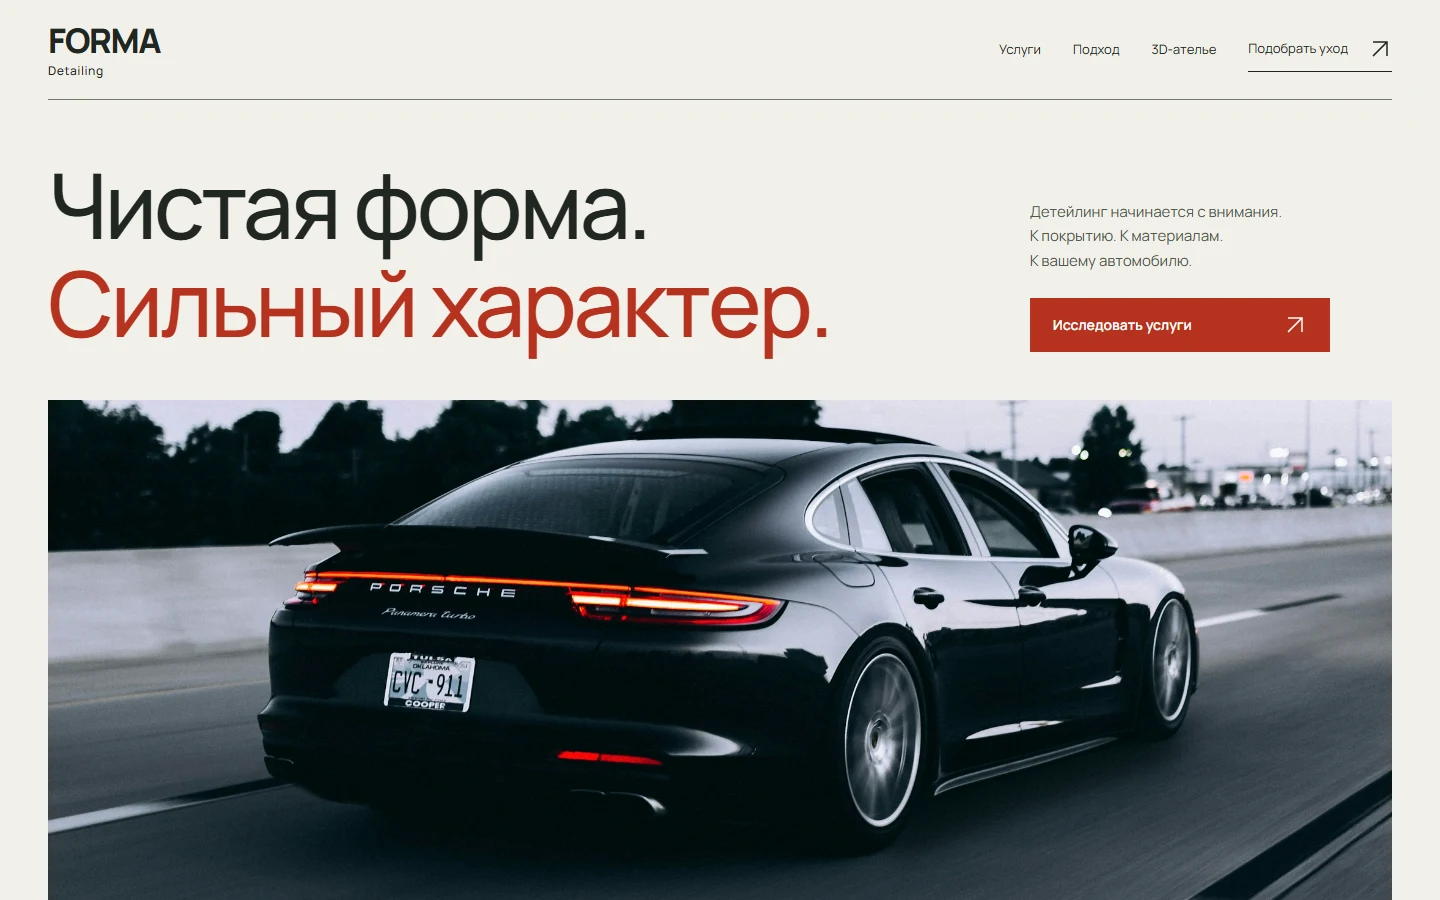 FORMA
Detailing
Услуги
Подход
3D-ателье
Подобрать уход
Чистая форма.
Сильный характер.
Детейлинг начинается с внимания.
К покрытию. К материалам.
К вашему автомобилю.
Исследовать услуги
PORSCHE
Panamera turbo
TULSA
OKLAHOMA
CVC-911
COOPER